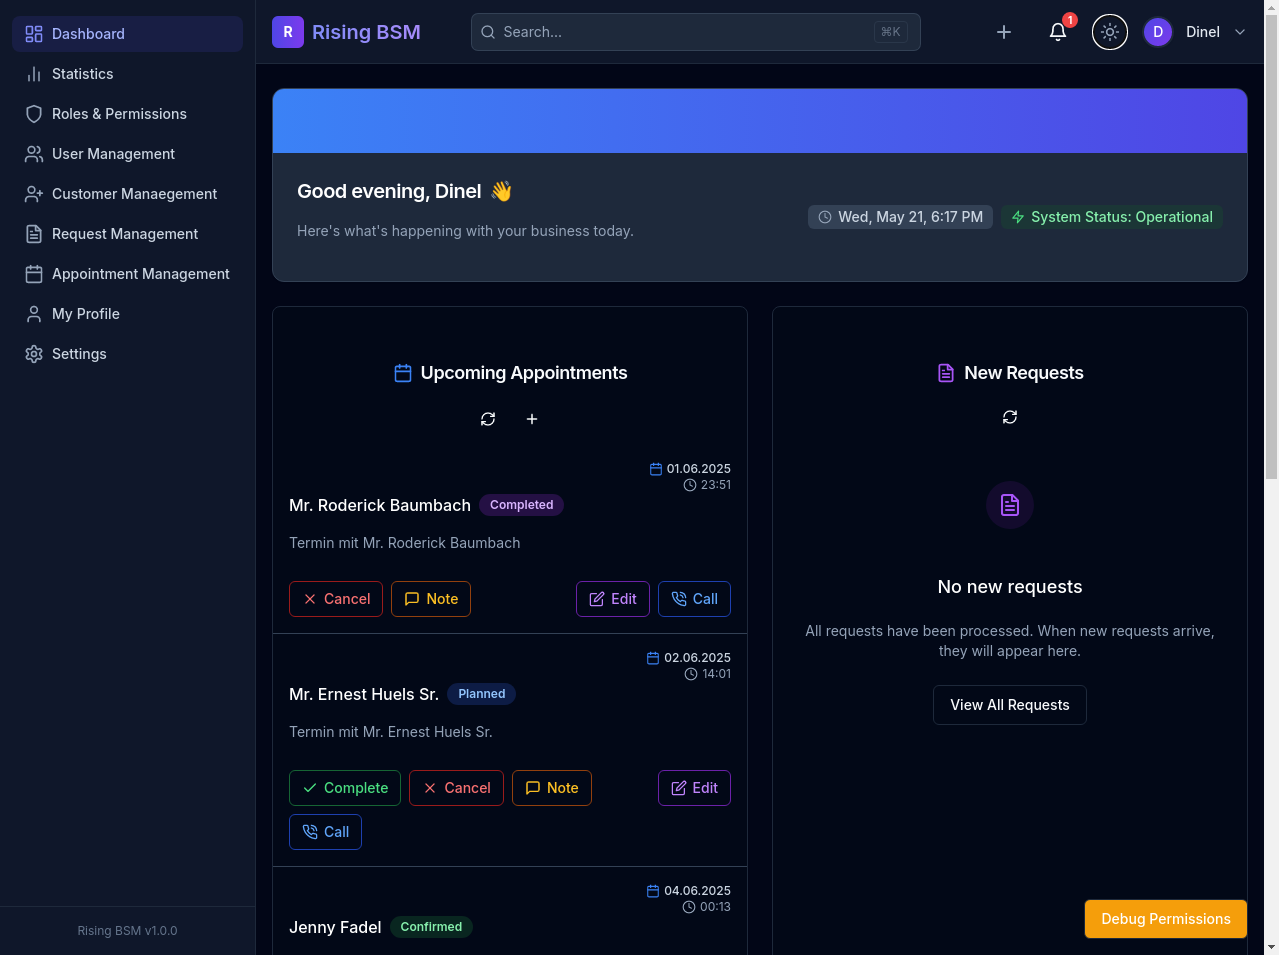 Dashboard
Statistics
Roles & Permissions
User Management
Customer Manaegement
Request Management
Appointment Management
My Profile
Settings
Rising BSM v1.0.0
R Rising BSM
Search... ⌘K
1
D Dinel
Good evening, Dinel 👋
Here's what's happening with your business today.
Wed, May 21, 6:17 PM
System Status: Operational
Upcoming Appointments
01.06.2025
23:51
Mr. Roderick Baumbach Completed
Termin mit Mr. Roderick Baumbach
Cancel Note Edit Call
02.06.2025
14:01
Mr. Ernest Huels Sr. Planned
Termin mit Mr. Ernest Huels Sr.
Complete Cancel Note Edit
Call
04.06.2025
00:13
Jenny Fadel Confirmed
New Requests
No new requests
All requests have been processed. When new requests arrive,
they will appear here.
View All Requests
Debug Permissions